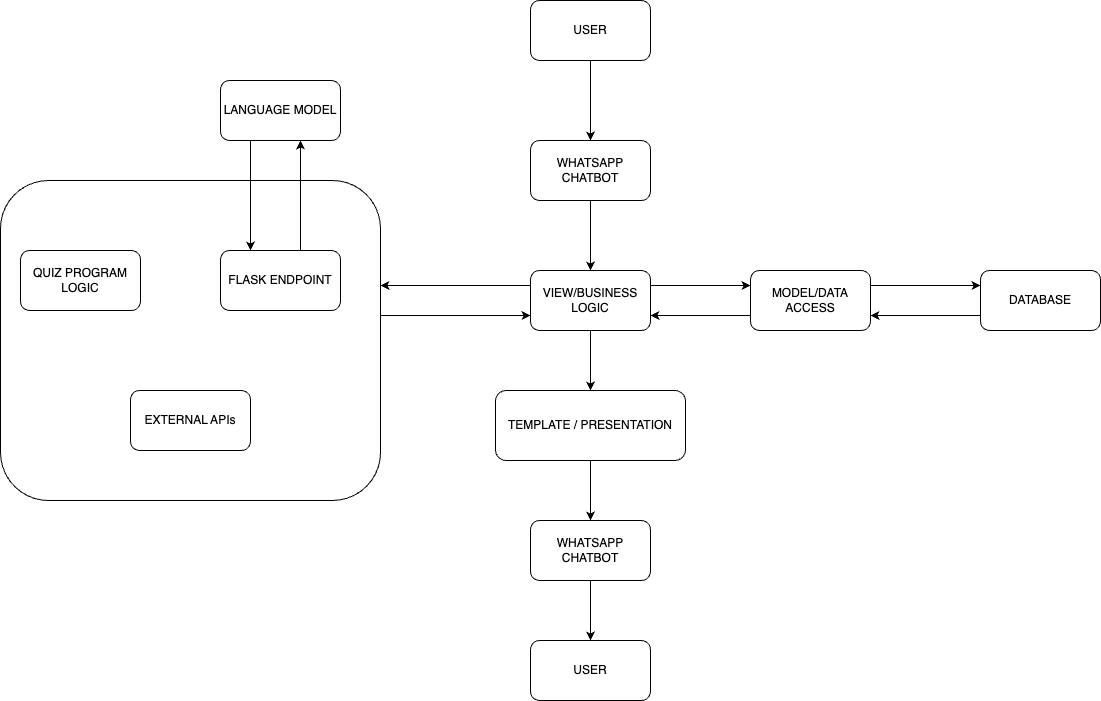 USER
LANGUAGE MODEL
WHATSAPP
CHATBOT
QUIZ PROGRAM
LOGIC
FLASK ENDPOINT
VIEW/BUSINESS
LOGIC
MODEL/DATA
ACCESS
DATABASE
EXTERNAL APIs
TEMPLATE / PRESENTATION
WHATSAPP
CHATBOT
USER